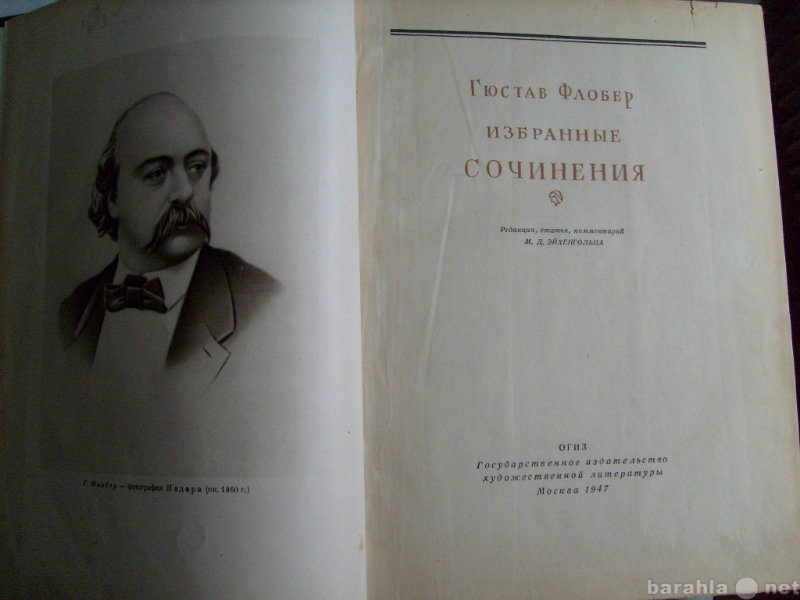 Г. Флобер — фотография Надара (ок. 1860 г.)
Гюстав Флобер
ИЗБРАННЫЕ
СОЧИНЕНИЯ
Редакция, статья, комментарий
М. Д. ЭЙХЕНГОЛЬЦА
ОГИЗ
Государственное издательство
художественной литературы
Москва 1947
barahla.net